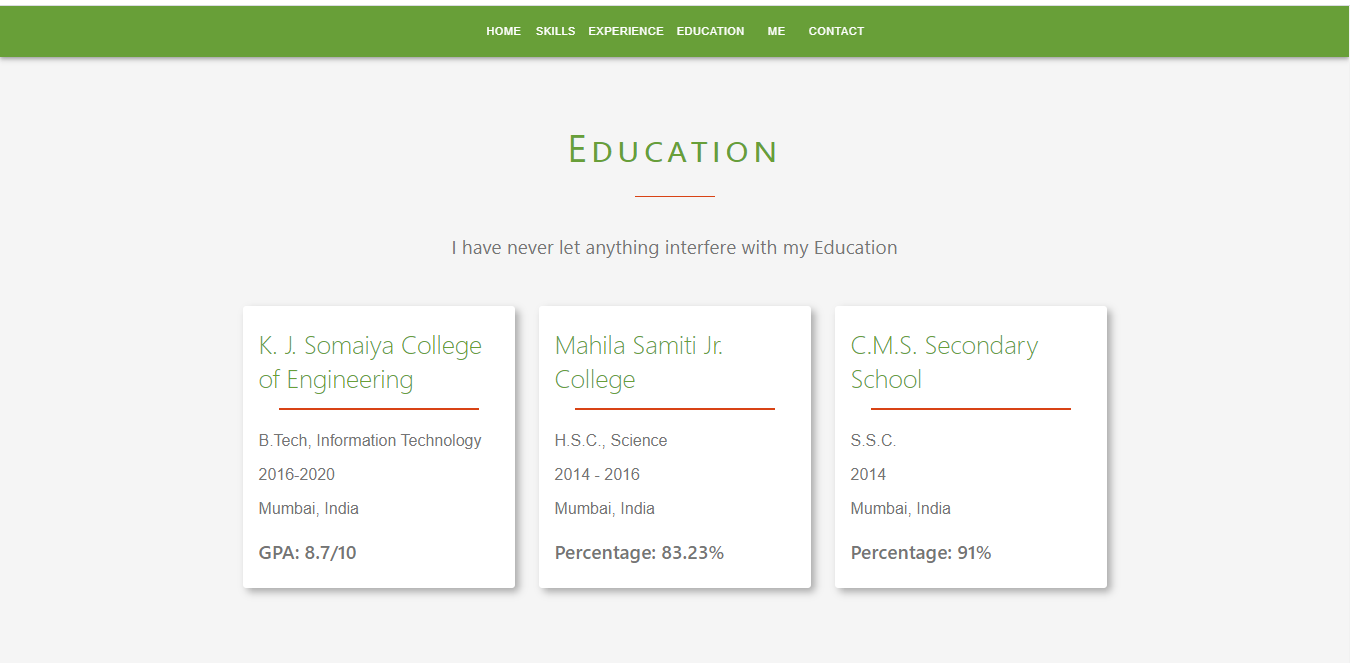 HOME SKILLS EXPERIENCE EDUCATION ME CONTACT
EDUCATION
I have never let anything interfere with my Education
K. J. Somaiya College
of Engineering
B.Tech, Information Technology
2016-2020
Mumbai, India
GPA: 8.7/10
Mahila Samiti Jr.
College
H.S.C., Science
2014 - 2016
Mumbai, India
Percentage: 83.23%
C.M.S. Secondary
School
S.S.C.
2014
Mumbai, India
Percentage: 91%